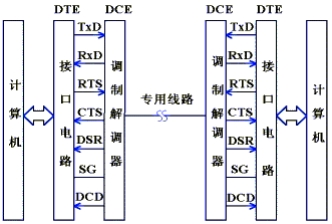 DTE DCE DCE DTE
TxD TxD
RxD RxD
RTS RTS
CTS CTS
DSR DSR
SG SG
DCD DCD
计算机
接口电路
调制解调器
专用线路
调制解调器
接口电路
计算机